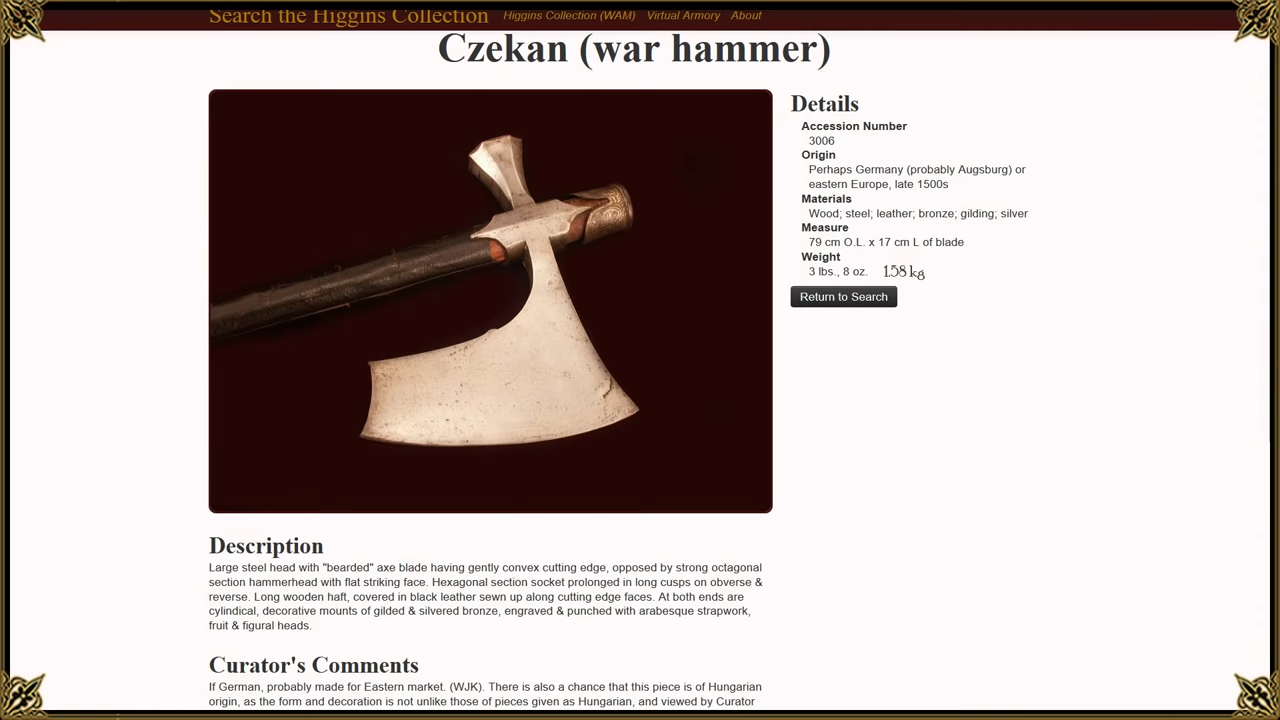 Search the Higgins Collection Higgins Collection (WAM) Virtual Armory About
Czekan (war hammer)
Details
Accession Number
3006
Origin
Perhaps Germany (probably Augsburg) or
eastern Europe, late 1500s
Materials
Wood; steel; leather; bronze; gilding; silver
Measure
79 cm O.L. x 17 cm L of blade
Weight
3 lbs., 8 oz. 1.58 kg
Return to Search
Description
Large steel head with "bearded" axe blade having gently convex cutting edge, opposed by strong octagonal
section hammerhead with flat striking face. Hexagonal section socket prolonged in long cusps on obverse &
reverse. Long wooden haft, covered in black leather sewn up along cutting edge faces. At both ends are
cylindical, decorative mounts of gilded & silvered bronze, engraved & punched with arabesque strapwork,
fruit & figural heads.
Curator's Comments
If German, probably made for Eastern market. (WJK). There is also a chance that this piece is of Hungarian
origin, as the form and decoration is not unlike those of pieces given as Hungarian, and viewed by Curator